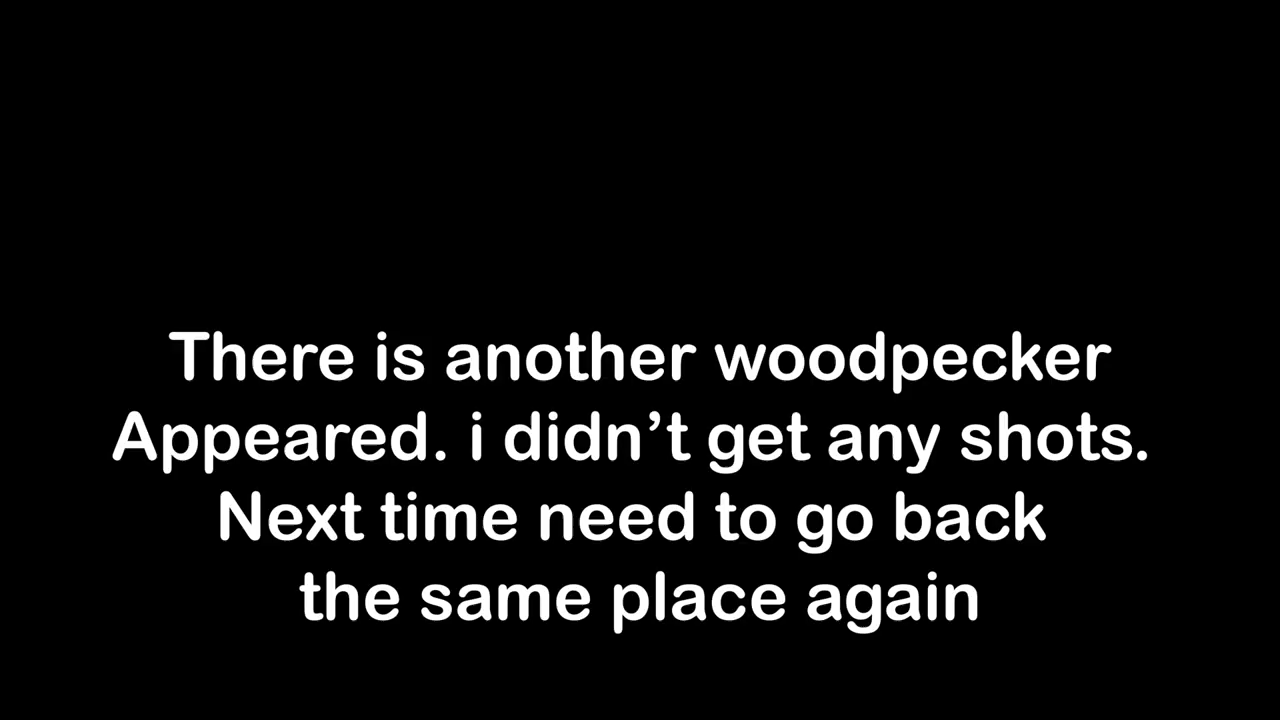 There is another woodpecker
Appeared. i didn’t get any shots.
Next time need to go back
the same place again